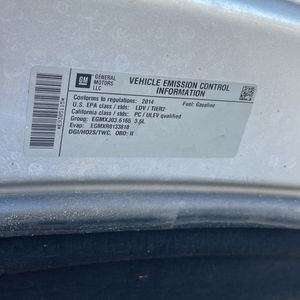 GM
GENERAL MOTORS LLC
VEHICLE EMISSION CONTROL INFORMATION
Conforms to regulations: 2014 Fuel: Gasoline
U.S. EPA class / stds: LDV / TIER2
California class / stds: PC / ULEV qualified
Group: EGMXJ03.6165 3.6L
Evap: EGMXR0133810
DGI/HO2S/TWC. OBD: II